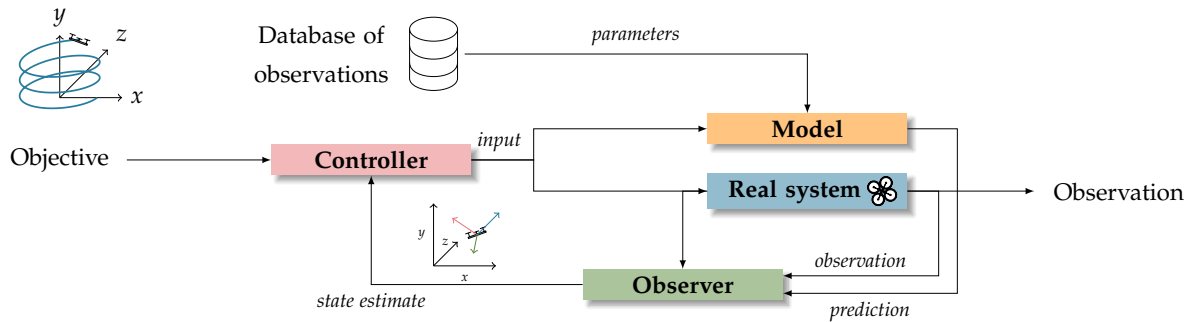 y
z
x
Database of
observations
parameters
Objective
Controller
input
Model
Real system
Observation
y
z
x
Observer
observation
prediction
state estimate